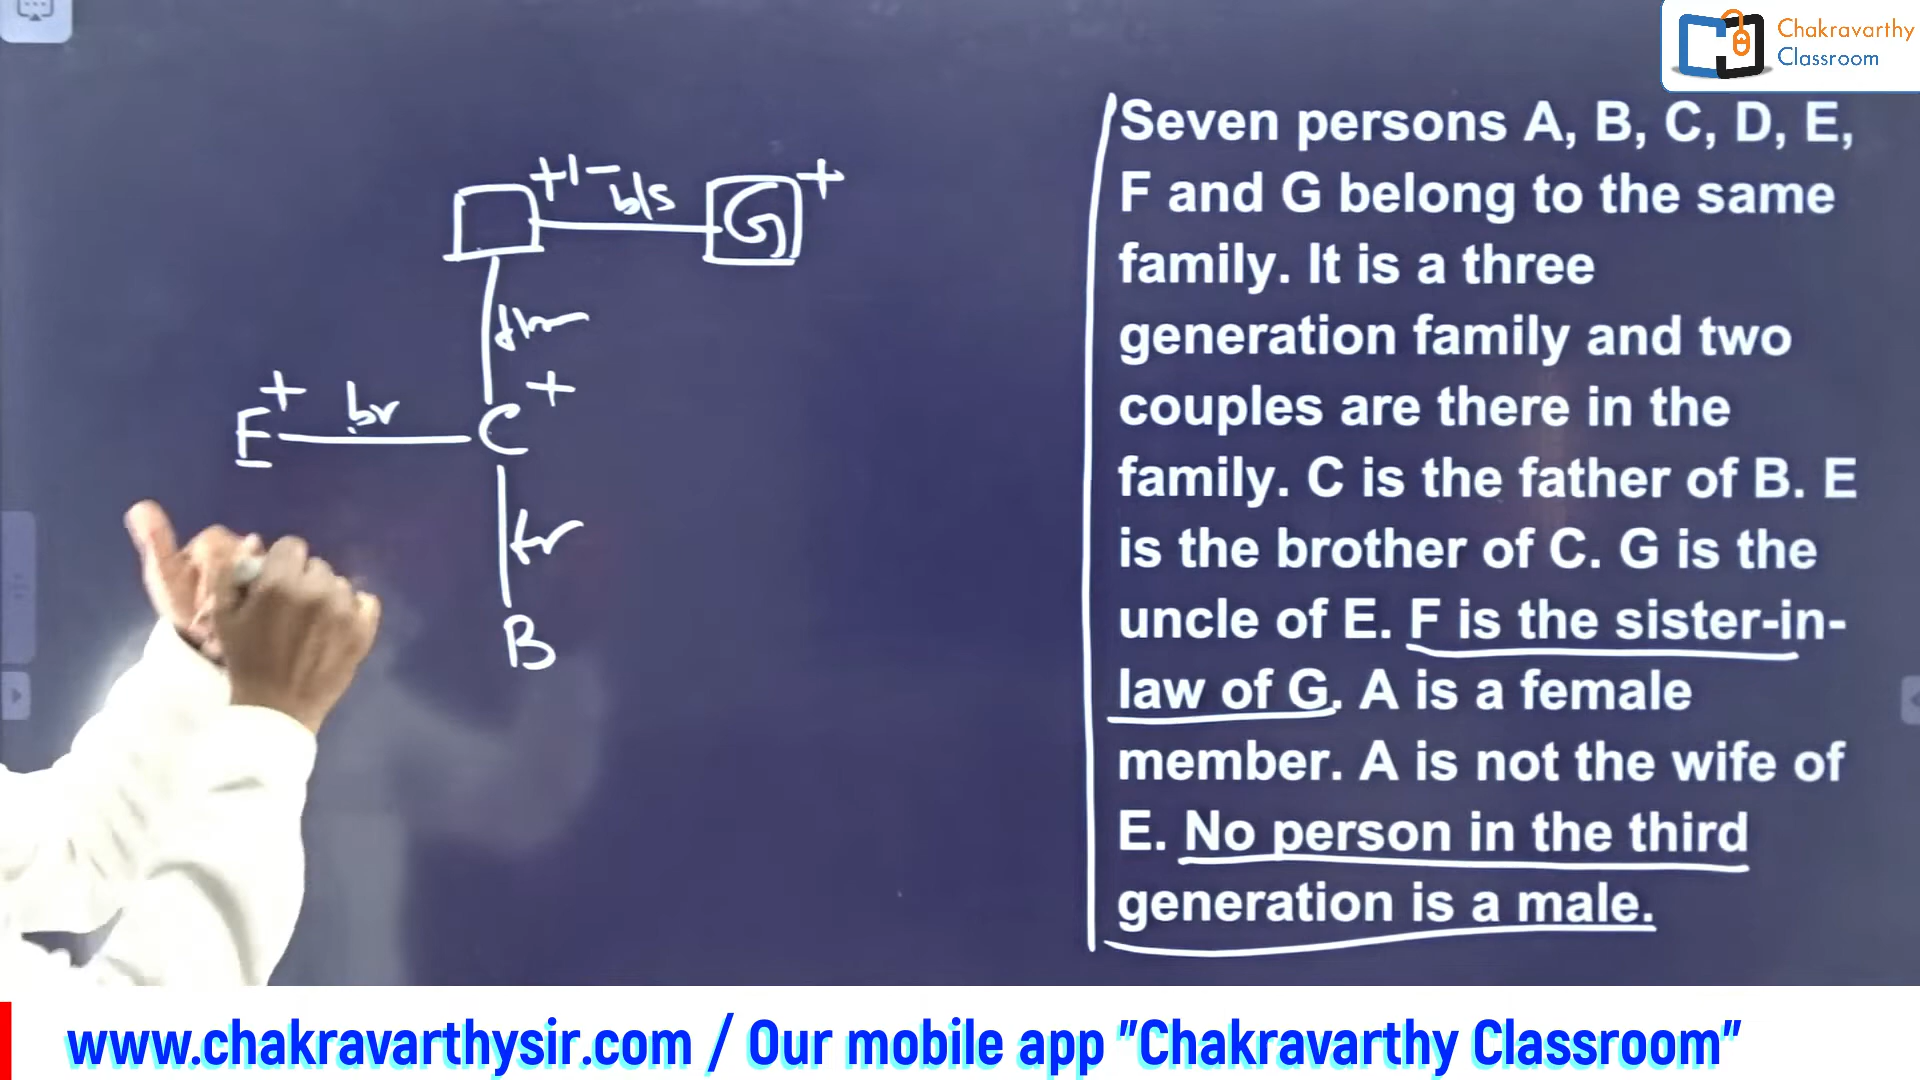 Chakravarthy
Classroom
Seven persons A, B, C, D, E,
F and G belong to the same
family. It is a three
generation family and two
couples are there in the
family. C is the father of B. E
is the brother of C. G is the
uncle of E. F is the sister-in-
law of G. A is a female
member. A is not the wife of
E. No person in the third
generation is a male.
+/- b/s G +
E + br C +
fr
B
www.chakravarthysir.com / Our mobile app "Chakravarthy Classroom"